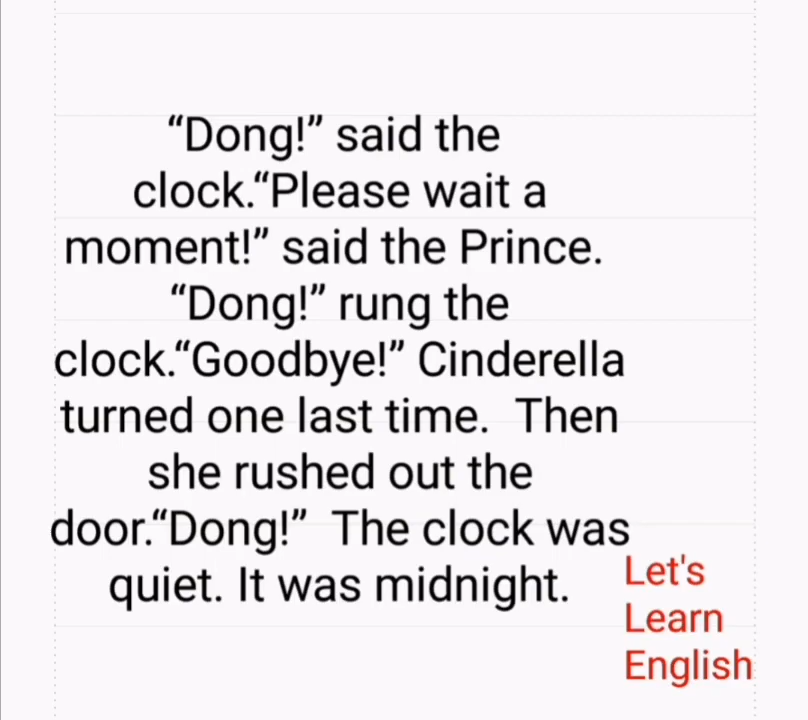 “Dong!” said the
clock.“Please wait a
moment!” said the Prince.
“Dong!” rung the
clock.“Goodbye!” Cinderella
turned one last time.  Then
she rushed out the
door.“Dong!”  The clock was
quiet. It was midnight.
Let's
Learn
English